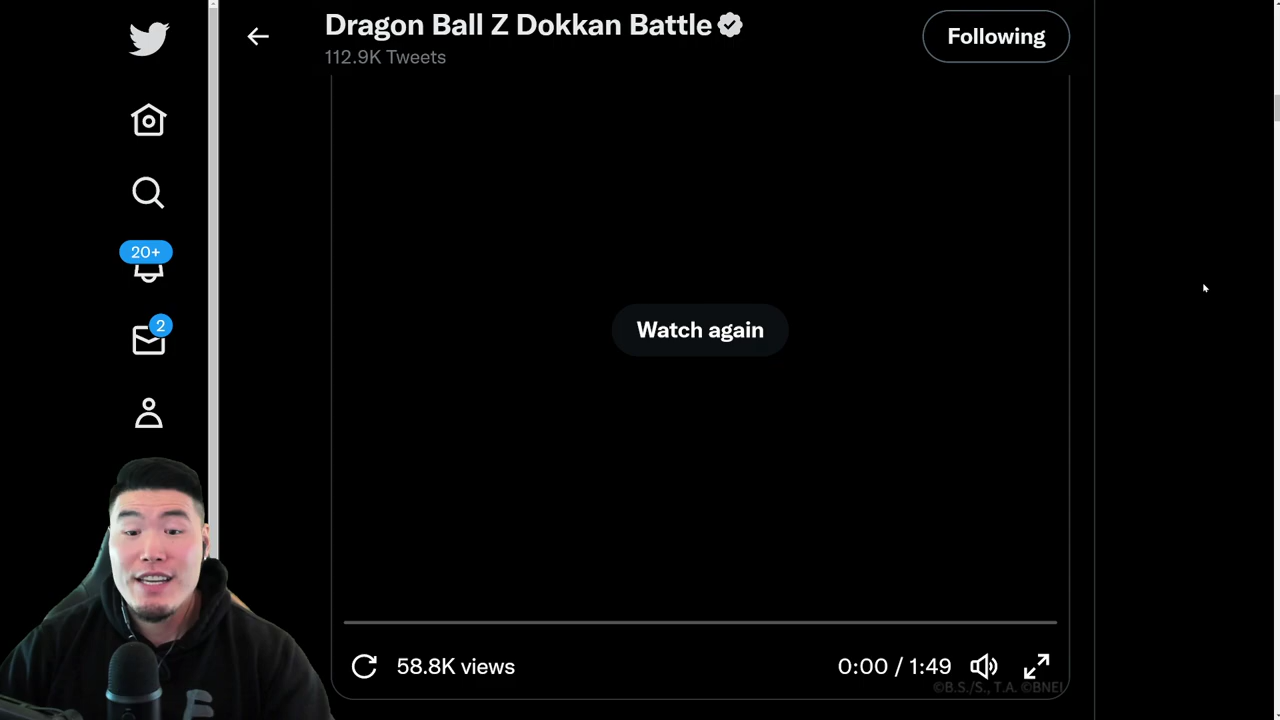 Dragon Ball Z Dokkan Battle
112.9K Tweets
Following
20+
2
Watch again
58.8K views
0:00 / 1:49
©B.S./S., T.A. ©BNEI